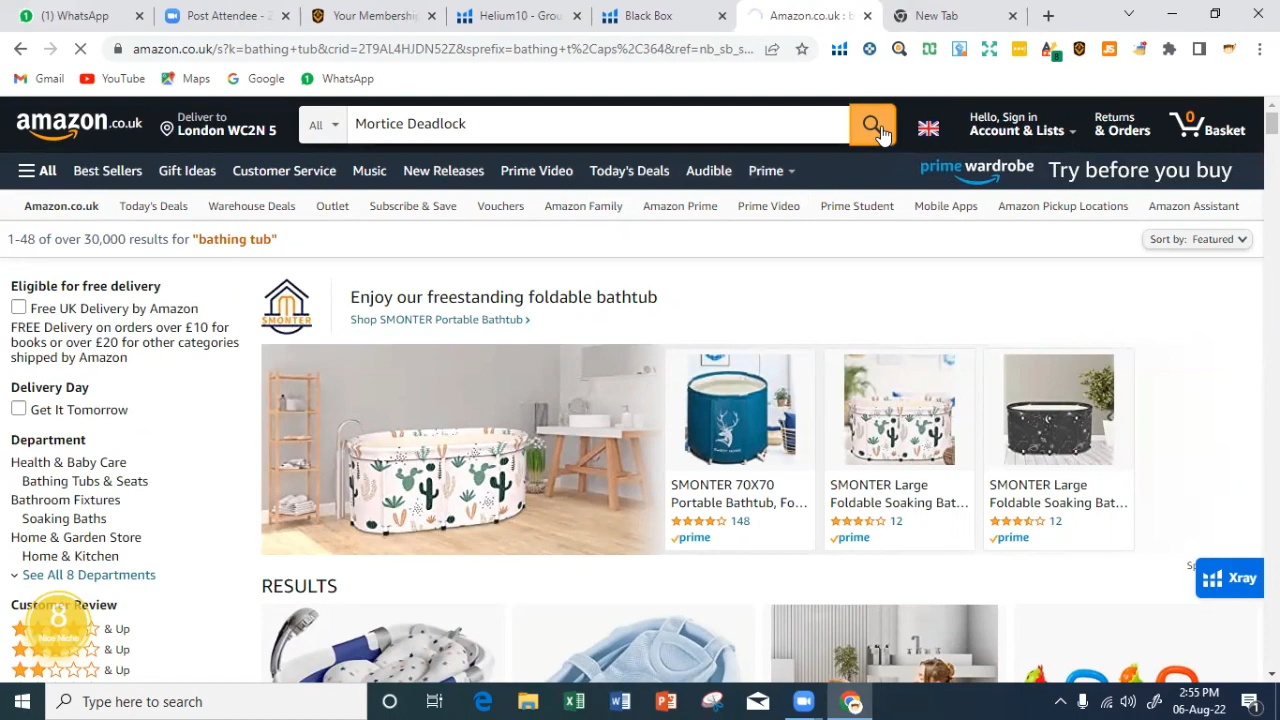 (1) WhatsApp
Post Attendee - 2
Your Membership
Helium10 - Grou
Black Box
Amazon.co.uk : b
New Tab
amazon.co.uk/s?k=bathing+tub&crid=2T9AL4HJDN52Z&sprefix=bathing+t%2Caps%2C364&ref=nb_sb_s...
Gmail
YouTube
Maps
Google
WhatsApp
amazon.co.uk
Deliver to
London WC2N 5
All
Mortice Deadlock
Hello, Sign in
Account & Lists
Returns
& Orders
0
Basket
All
Best Sellers
Gift Ideas
Customer Service
Music
New Releases
Prime Video
Today's Deals
Audible
Prime
prime wardrobe
Try before you buy
Amazon.co.uk
Today's Deals
Warehouse Deals
Outlet
Subscribe & Save
Vouchers
Amazon Family
Amazon Prime
Prime Video
Prime Student
Mobile Apps
Amazon Pickup Locations
Amazon Assistant
1-48 of over 30,000 results for "bathing tub"
Sort by: Featured
Eligible for free delivery
Free UK Delivery by Amazon
FREE Delivery on orders over £10 for
books or over £20 for other categories
shipped by Amazon
Delivery Day
Get It Tomorrow
Department
Health & Baby Care
Bathing Tubs & Seats
Bathroom Fixtures
Soaking Baths
Home & Garden Store
Home & Kitchen
See All 8 Departments
Customer Review
& Up
& Up
& Up
SMONTER
Enjoy our freestanding foldable bathtub
Shop SMONTER Portable Bathtub
SMONTER 70X70
Portable Bathtub, Fo...
148
prime
SMONTER Large
Foldable Soaking Bat...
12
prime
SMONTER Large
Foldable Soaking Bat...
12
prime
Xray
RESULTS
Type here to search
2:55 PM
06-Aug-22